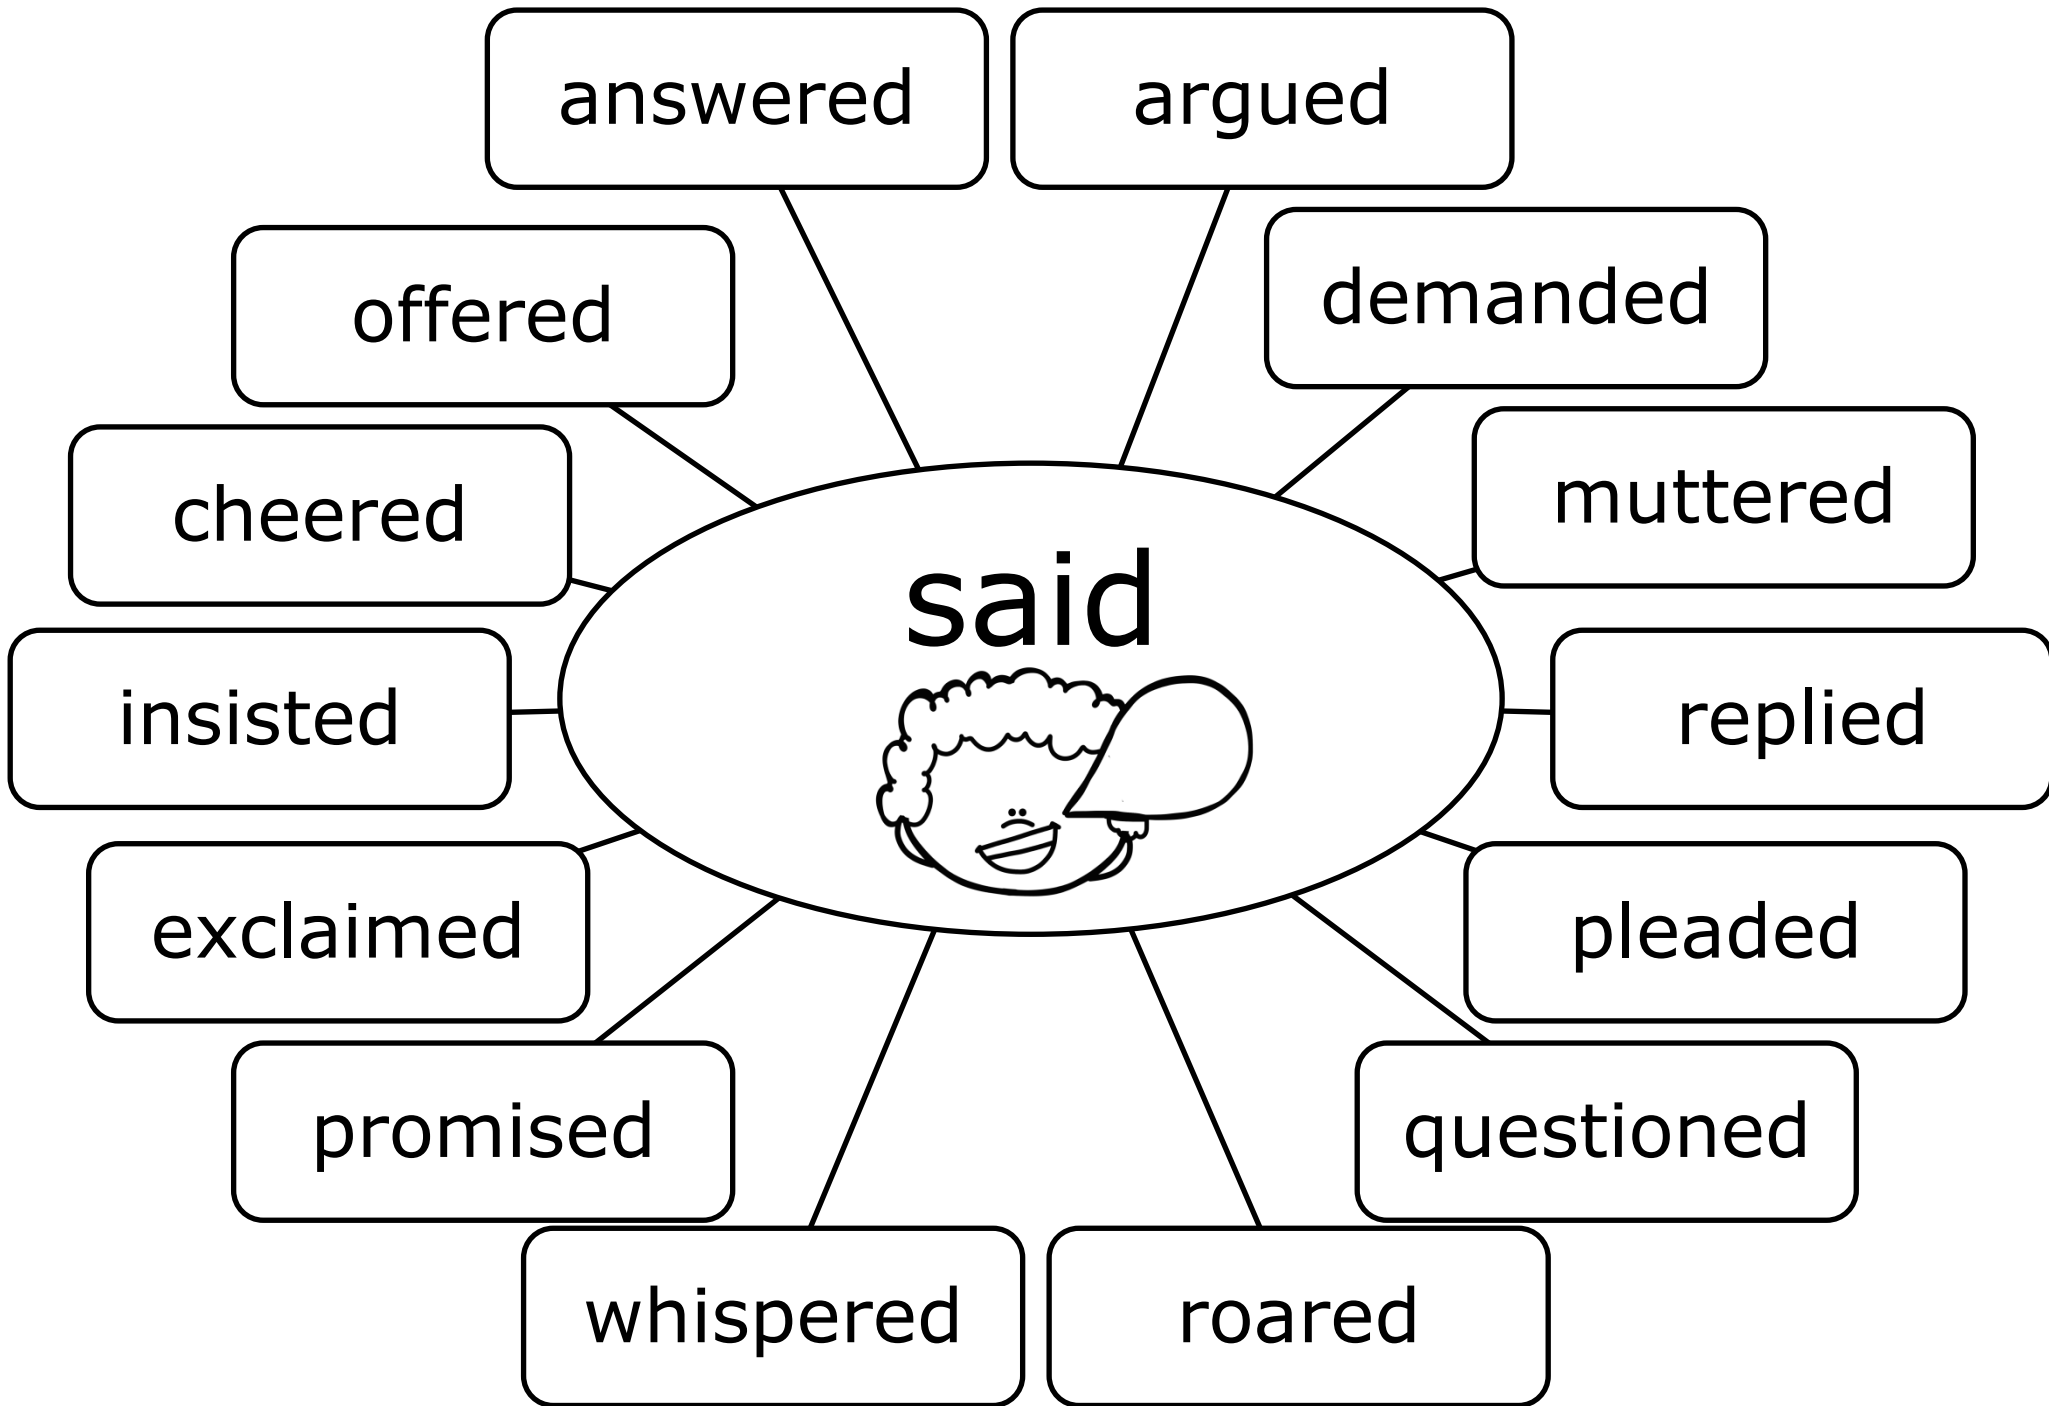 answered
argued
offered
demanded
cheered
muttered
said
insisted
replied
exclaimed
pleaded
promised
questioned
whispered
roared